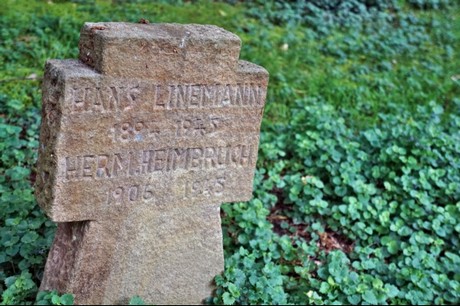 HANS LINEMANN
1945
HERM. HEIMBRUCH
1906 1945